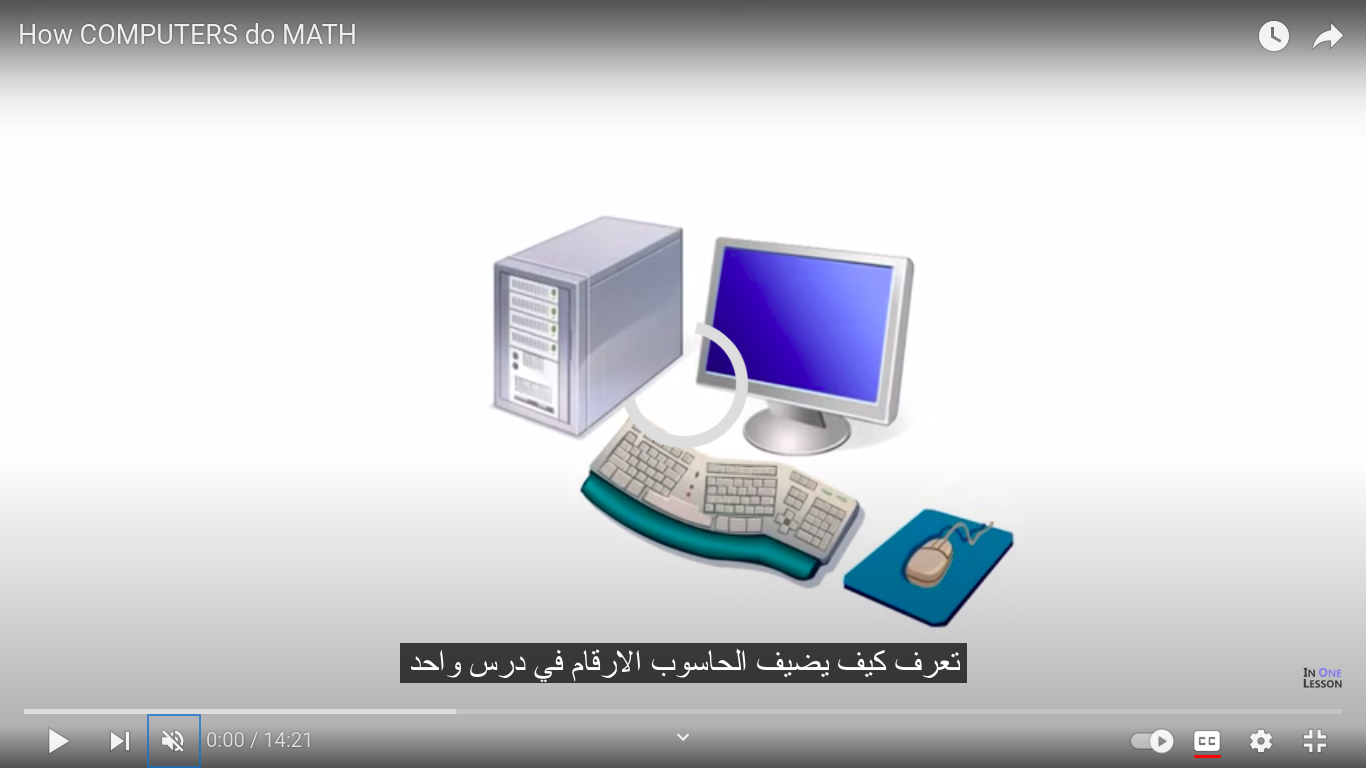 How COMPUTERS do MATH
تعرف كيف يضيف الحاسوب الارقام في درس واحد
IN ONE
LESSON
0:00 / 14:21
CC